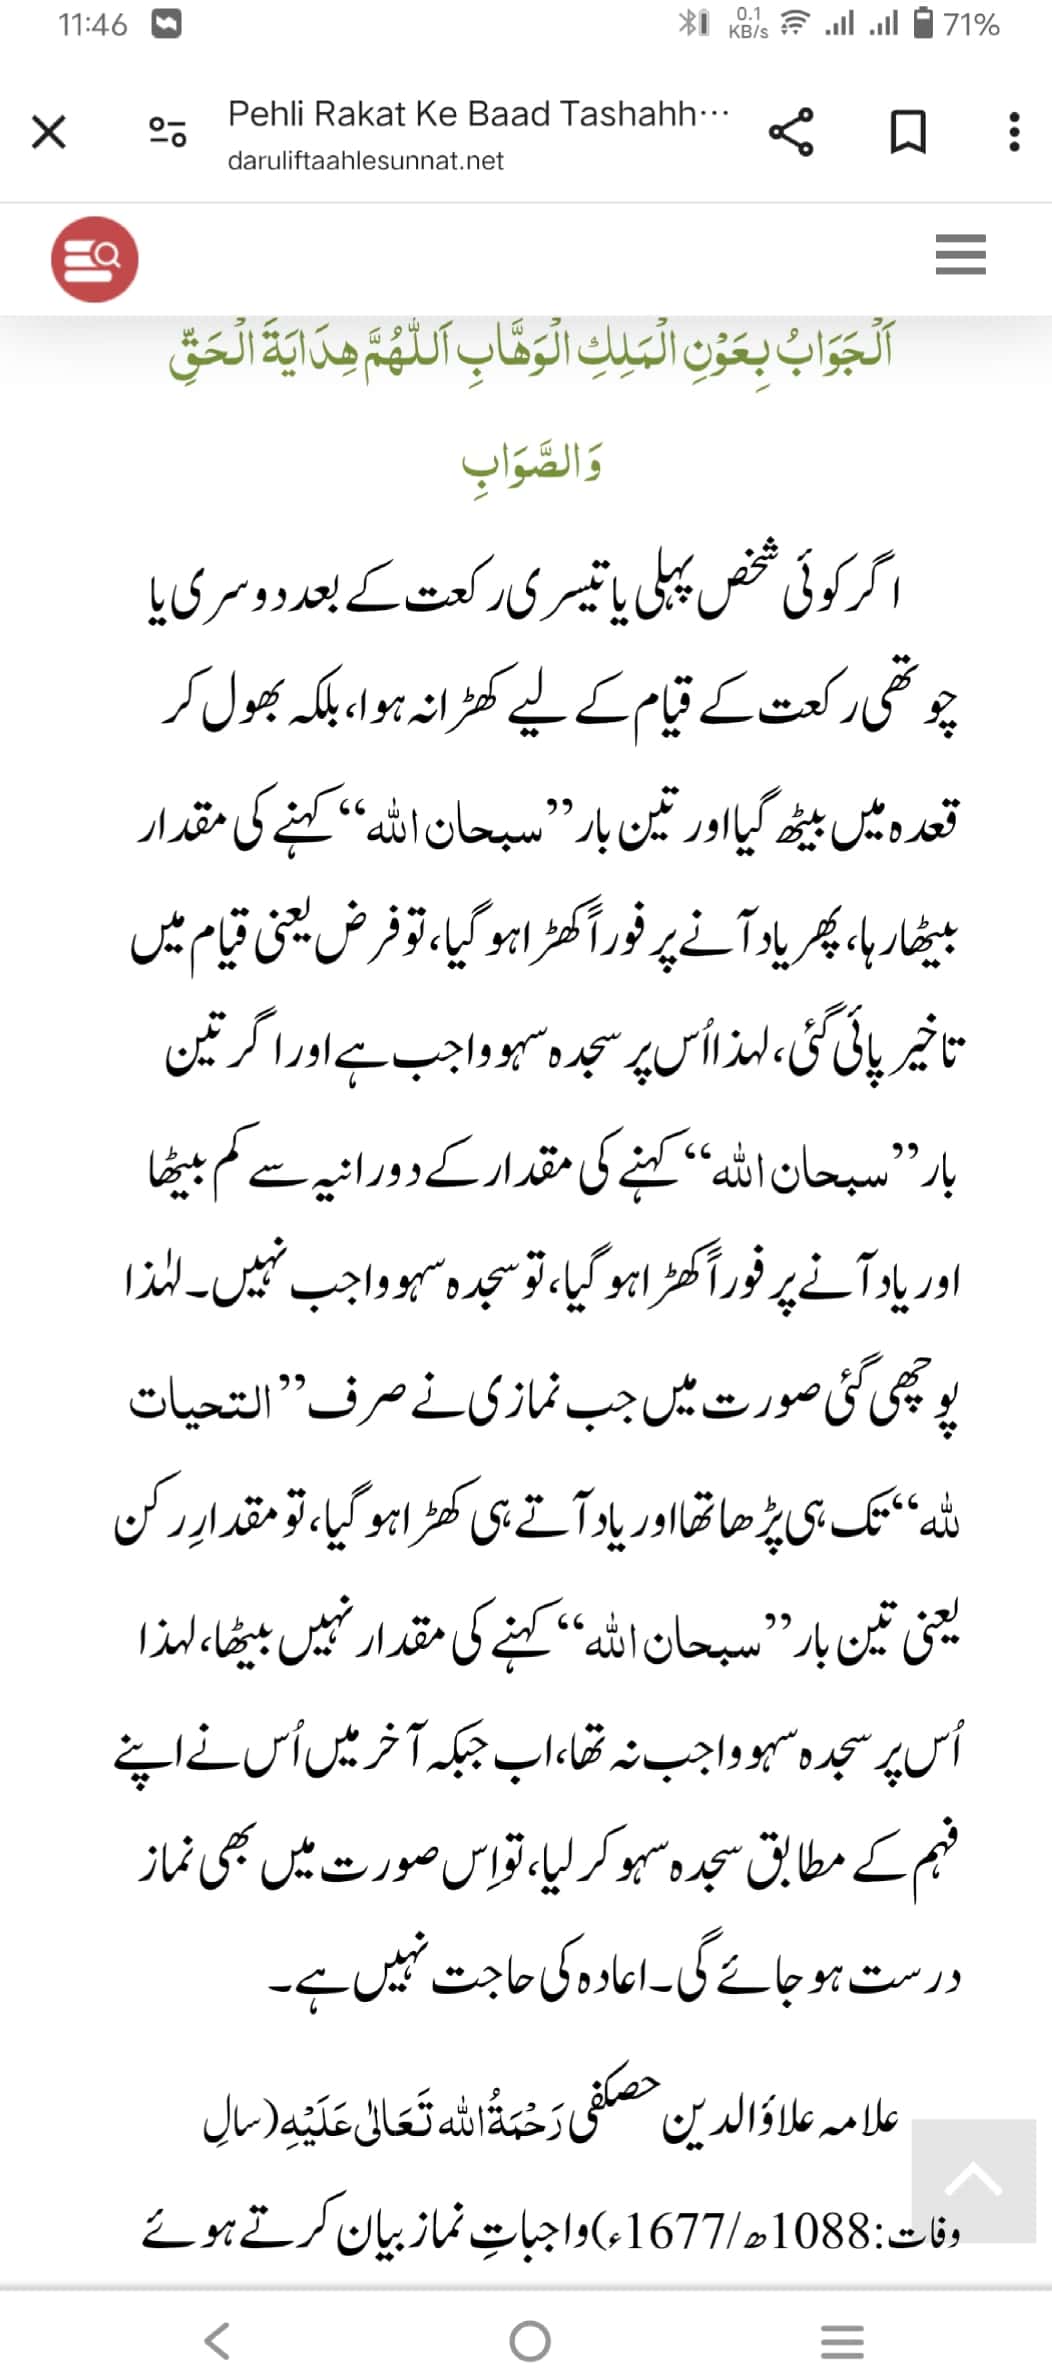 11:46
0.1 KB/s
71%
Pehli Rakat Ke Baad Tashahh···
daruliftaahlesunnat.net
اَلْجَوَابُ بِعَوْنِ الْمَلِكِ الْوَهَّابِ اَللّٰهُمَّ هِدَايَةَ الْحَقِّ
وَالصَّوَابِ
اگر کوئی شخص پہلی یا تیسری رکعت کے بعد دوسری یا
چوتھی رکعت کے قیام کے لیے کھڑا نہ ہوا، بلکہ بھول کر
قعدہ میں بیٹھ گیا اور تین بار ’’سبحان اللہ‘‘ کہنے کی مقدار
بیٹھا رہا، پھر یاد آنے پر فوراً کھڑا ہو گیا، تو فرض یعنی قیام میں
تاخیر پائی گئی، لہذا اُس پر سجدہ سہو واجب ہے اور اگر تین
بار ’’سبحان اللہ‘‘ کہنے کی مقدار کے دورانیہ سے کم بیٹھا
اور یاد آنے پر فوراً کھڑا ہو گیا، تو سجدہ سہو واجب نہیں۔ لہٰذا
پوچھی گئی صورت میں جب نمازی نے صرف ’’التحیات
للہ‘‘ تک ہی پڑھا تھا اور یاد آتے ہی کھڑا ہو گیا، تو مقدارِ رکن
یعنی تین بار ’’سبحان اللہ‘‘ کہنے کی مقدار نہیں بیٹھا، لہذا
اُس پر سجدہ سہو واجب نہ تھا، اب جبکہ آخر میں اُس نے اپنے
فہم کے مطابق سجدہ سہو کر لیا، تو اِس صورت میں بھی نماز
درست ہو جائے گی۔ اعادہ کی حاجت نہیں ہے۔
علامہ علاؤالدین حصکفی رَحْمَۃُ اللہ تَعَالٰی عَلَیْہِ (سالِ
وفات:1088ھ/1677ء) واجباتِ نماز بیان کرتے ہوئے